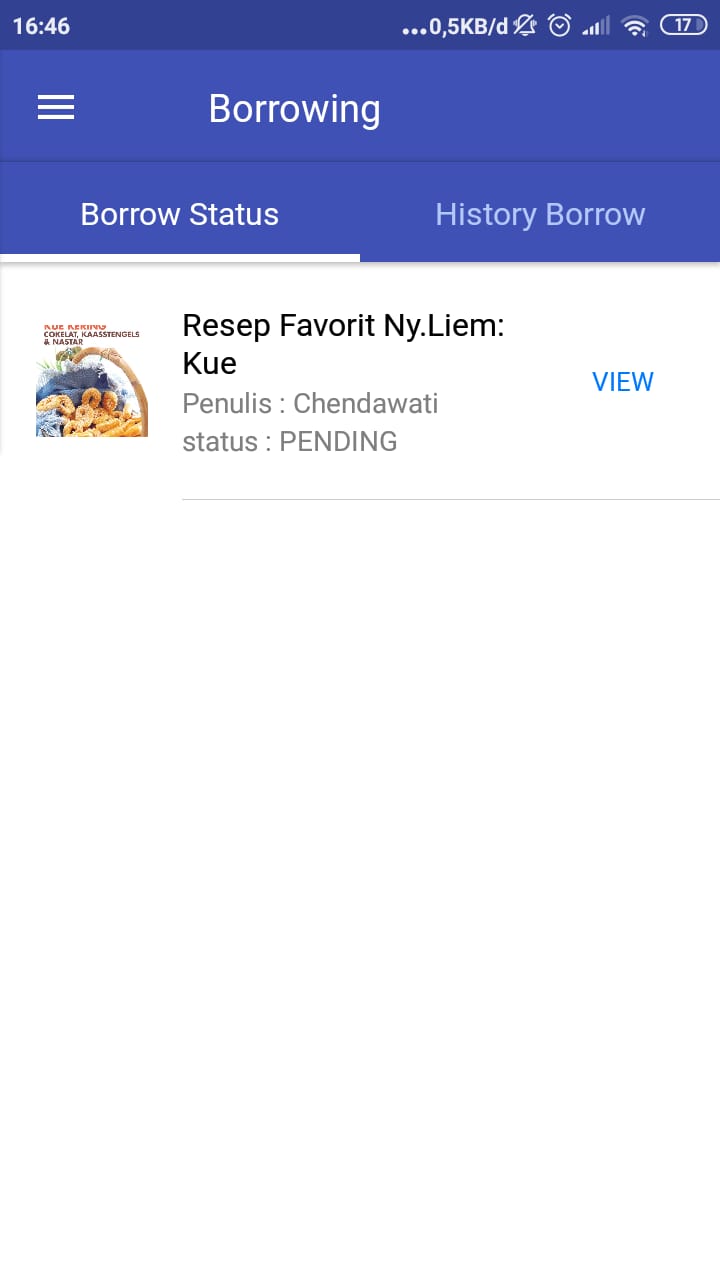 16:46
...0,5KB/d
17
Borrowing
Borrow Status
History Borrow
KUE KERING
COKELAT, KAASSTENGELS
& NASTAR
Resep Favorit Ny.Liem:
Kue
Penulis : Chendawati
status : PENDING
VIEW